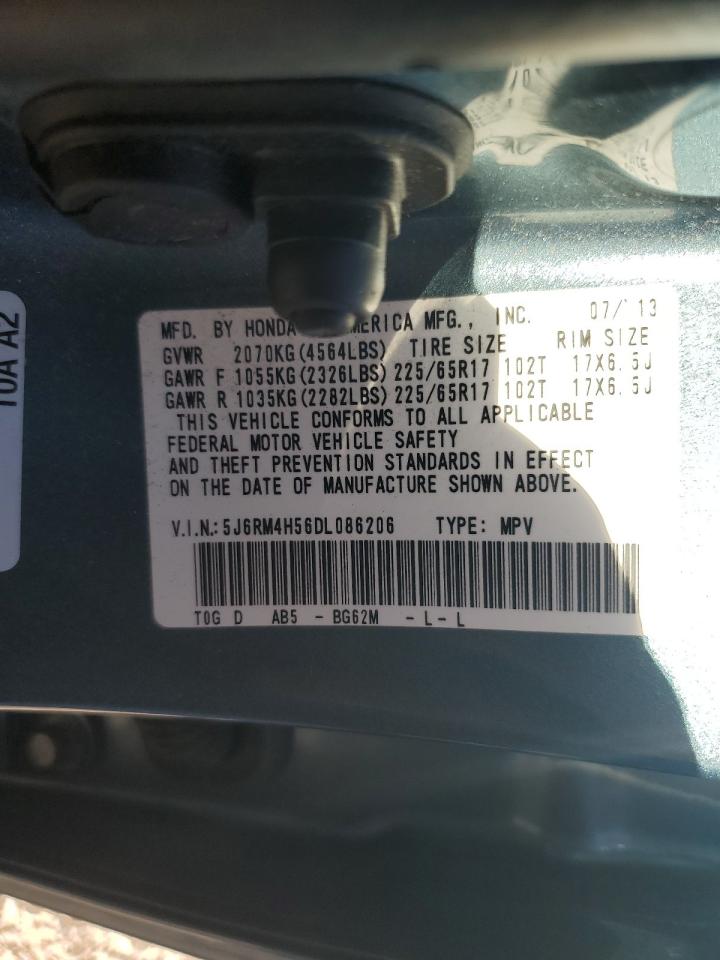 MFD. BY HONDA MERICA MFG., INC. 07/'13
GVWR 2070KG(4564LBS) TIRE SIZE RIM SIZE
GAWR F 1055KG(2326LBS) 225/65R17 102T 17X6.5J
GAWR R 1035KG(2282LBS) 225/65R17 102T 17X6.5J
THIS VEHICLE CONFORMS TO ALL APPLICABLE
FEDERAL MOTOR VEHICLE SAFETY
AND THEFT PREVENTION STANDARDS IN EFFECT
ON THE DATE OF MANUFACTURE SHOWN ABOVE.
V.I.N.: 5J6RM4H56DL086206 TYPE: MPV
T0G D AB5 - BG62M - L - L
10A A2